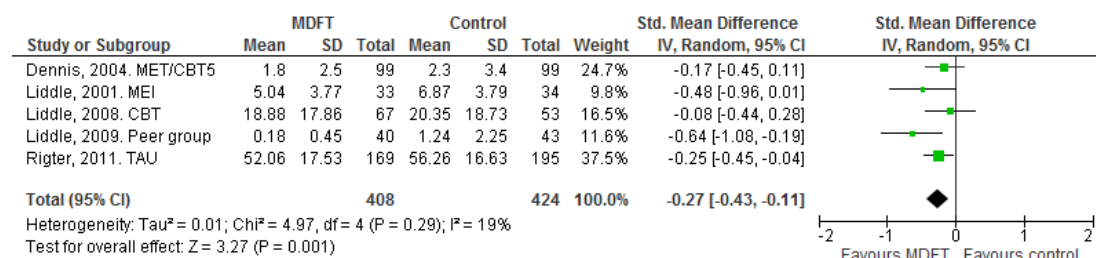 MDFT Control Std. Mean Difference Std. Mean Difference
Study or Subgroup Mean SD Total Mean SD Total Weight IV, Random, 95% CI IV, Random, 95% CI
Dennis, 2004. MET/CBT5 1.8 2.5 99 2.3 3.4 99 24.7% -0.17 [-0.45, 0.11]
Liddle, 2001. MEI 5.04 3.77 33 6.87 3.79 34 9.8% -0.48 [-0.96, 0.01]
Liddle, 2008. CBT 18.88 17.86 67 20.35 18.73 53 16.5% -0.08 [-0.44, 0.28]
Liddle, 2009. Peer group 0.18 0.45 40 1.24 2.25 43 11.6% -0.64 [-1.08, -0.19]
Rigter, 2011. TAU 52.06 17.53 169 56.26 16.63 195 37.5% -0.25 [-0.45, -0.04]
Total (95% CI) 408 424 100.0% -0.27 [-0.43, -0.11]
Heterogeneity: Tau² = 0.01; Chi² = 4.97, df = 4 (P = 0.29); I² = 19%
Test for overall effect: Z = 3.27 (P = 0.001)
-2 -1 0 1 2
Favours MDFT Favours control